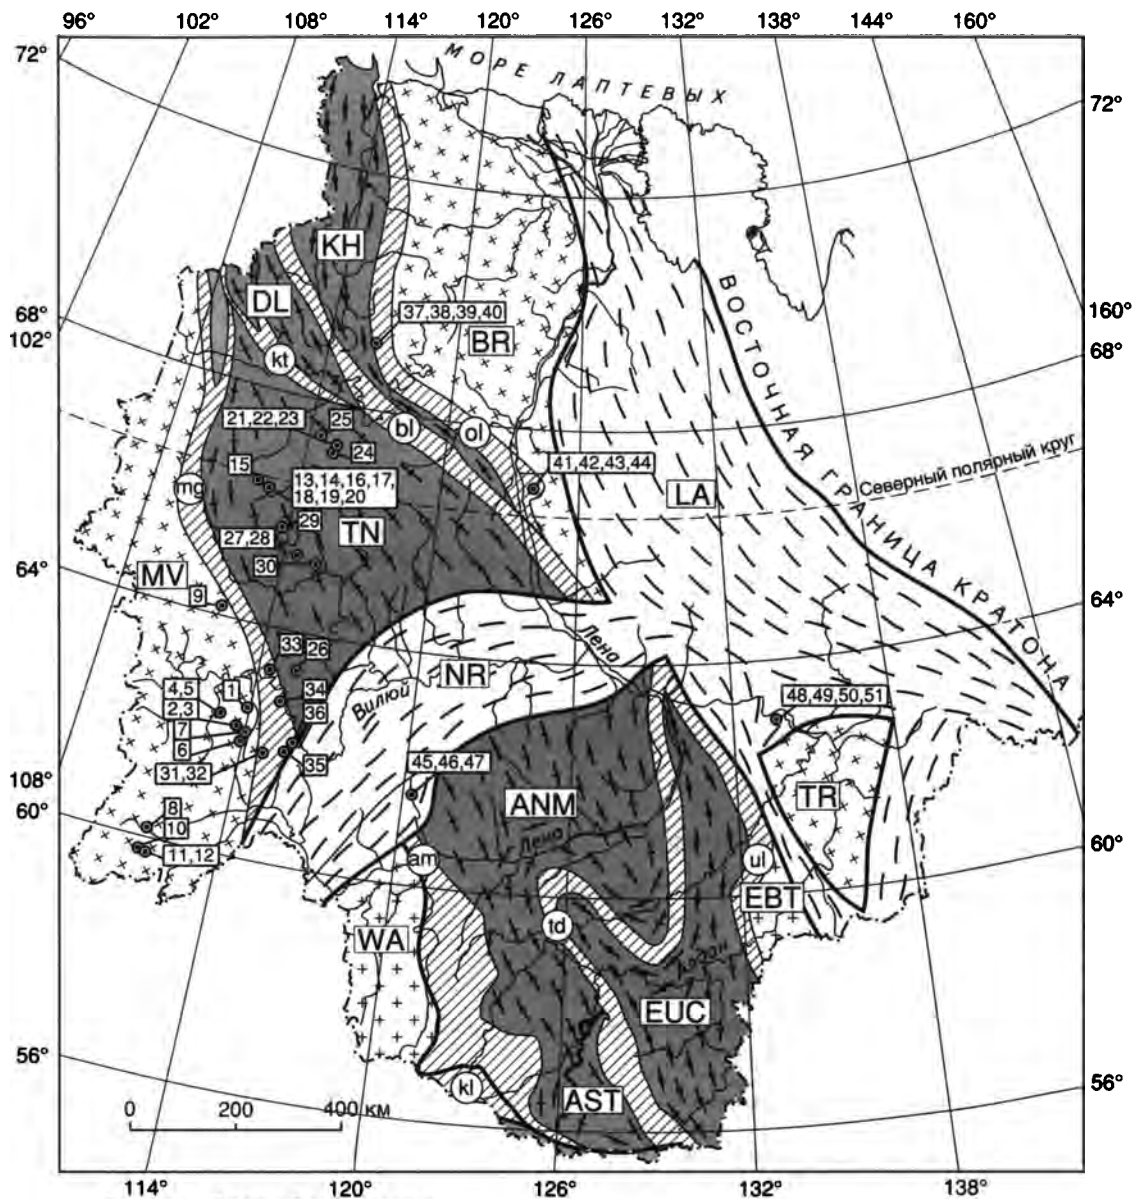 96° 102° 108° 114° 120° 126° 132° 138° 144° 160°
72°
МОРЕ ЛАПТЕВЫХ
72°
KH
DL
37,38,39,40
BR
68°
102°
160°
68°
kt
ВОСТОЧНАЯ ГРАНИЦА КРАТОНА
21,22,23
25
bl
ol
24
41,42,43,44
Северный полярный круг
15
13,14,16,17,
18,19,20
mg
LA
29
TN
27,28
30
64°
MV
9
64°
Лена
33
26
NR
4,5
1
34
48,49,50,51
2,3
36
Вилюй
7
6
45,46,47
31,32
35
108°
60°
ANM
TR
8
10
Лена
11,12
am
ul
60°
EBT
td
WA
Алдан
EUC
56°
kl
AST
56°
0 200 400 км
114° 120° 126° 132° 138°